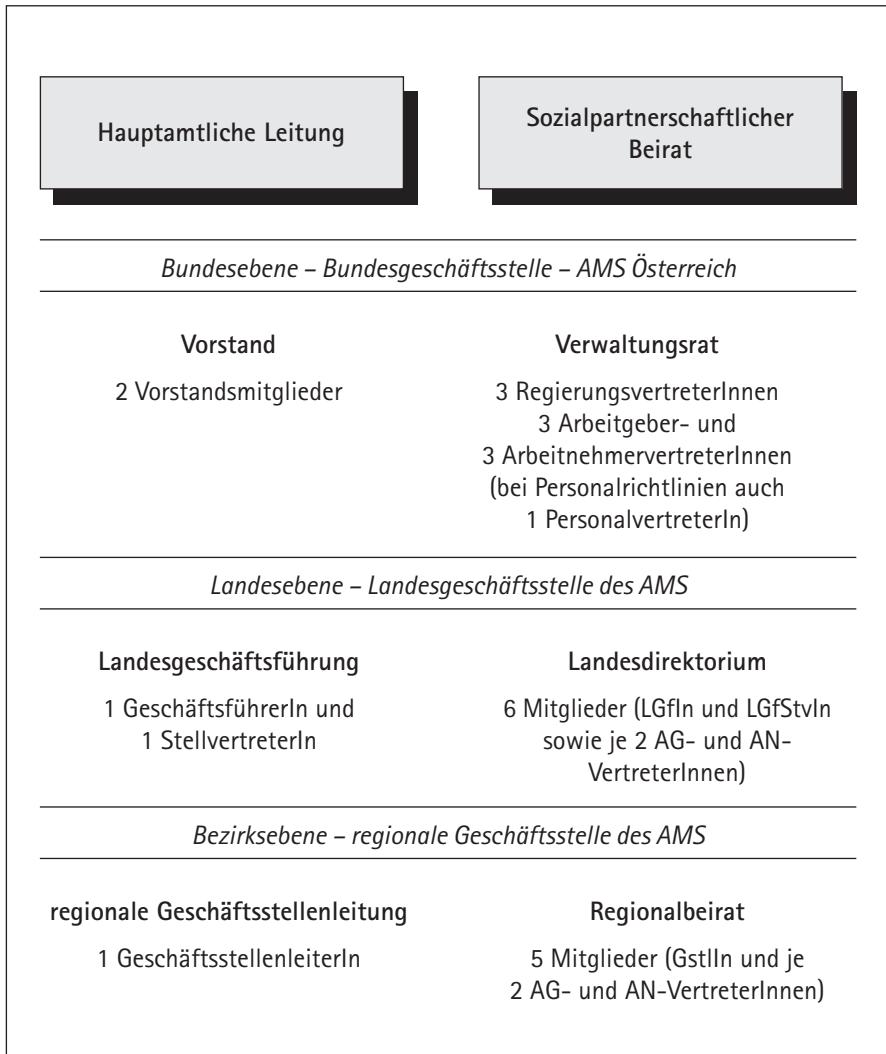 Hauptamtliche Leitung
Sozialpartnerschaftlicher
Beirat
Bundesebene – Bundesgeschäftsstelle – AMS Österreich
Vorstand
2 Vorstandsmitglieder
Verwaltungsrat
3 RegierungsvertreterInnen
3 Arbeitgeber- und
3 ArbeitnehmervertreterInnen
(bei Personalrichtlinien auch
1 PersonalvertreterIn)
Landesebene – Landesgeschäftsstelle des AMS
Landesgeschäftsführung
1 GeschäftsführerIn und
1 StellvertreterIn
Landesdirektorium
6 Mitglieder (LGfIn und LGfStvIn
sowie je 2 AG- und AN-
VertreterInnen)
Bezirksebene – regionale Geschäftsstelle des AMS
regionale Geschäftsstellenleitung
1 GeschäftsstellenleiterIn
Regionalbeirat
5 Mitglieder (GstlIn und je
2 AG- und AN-VertreterInnen)